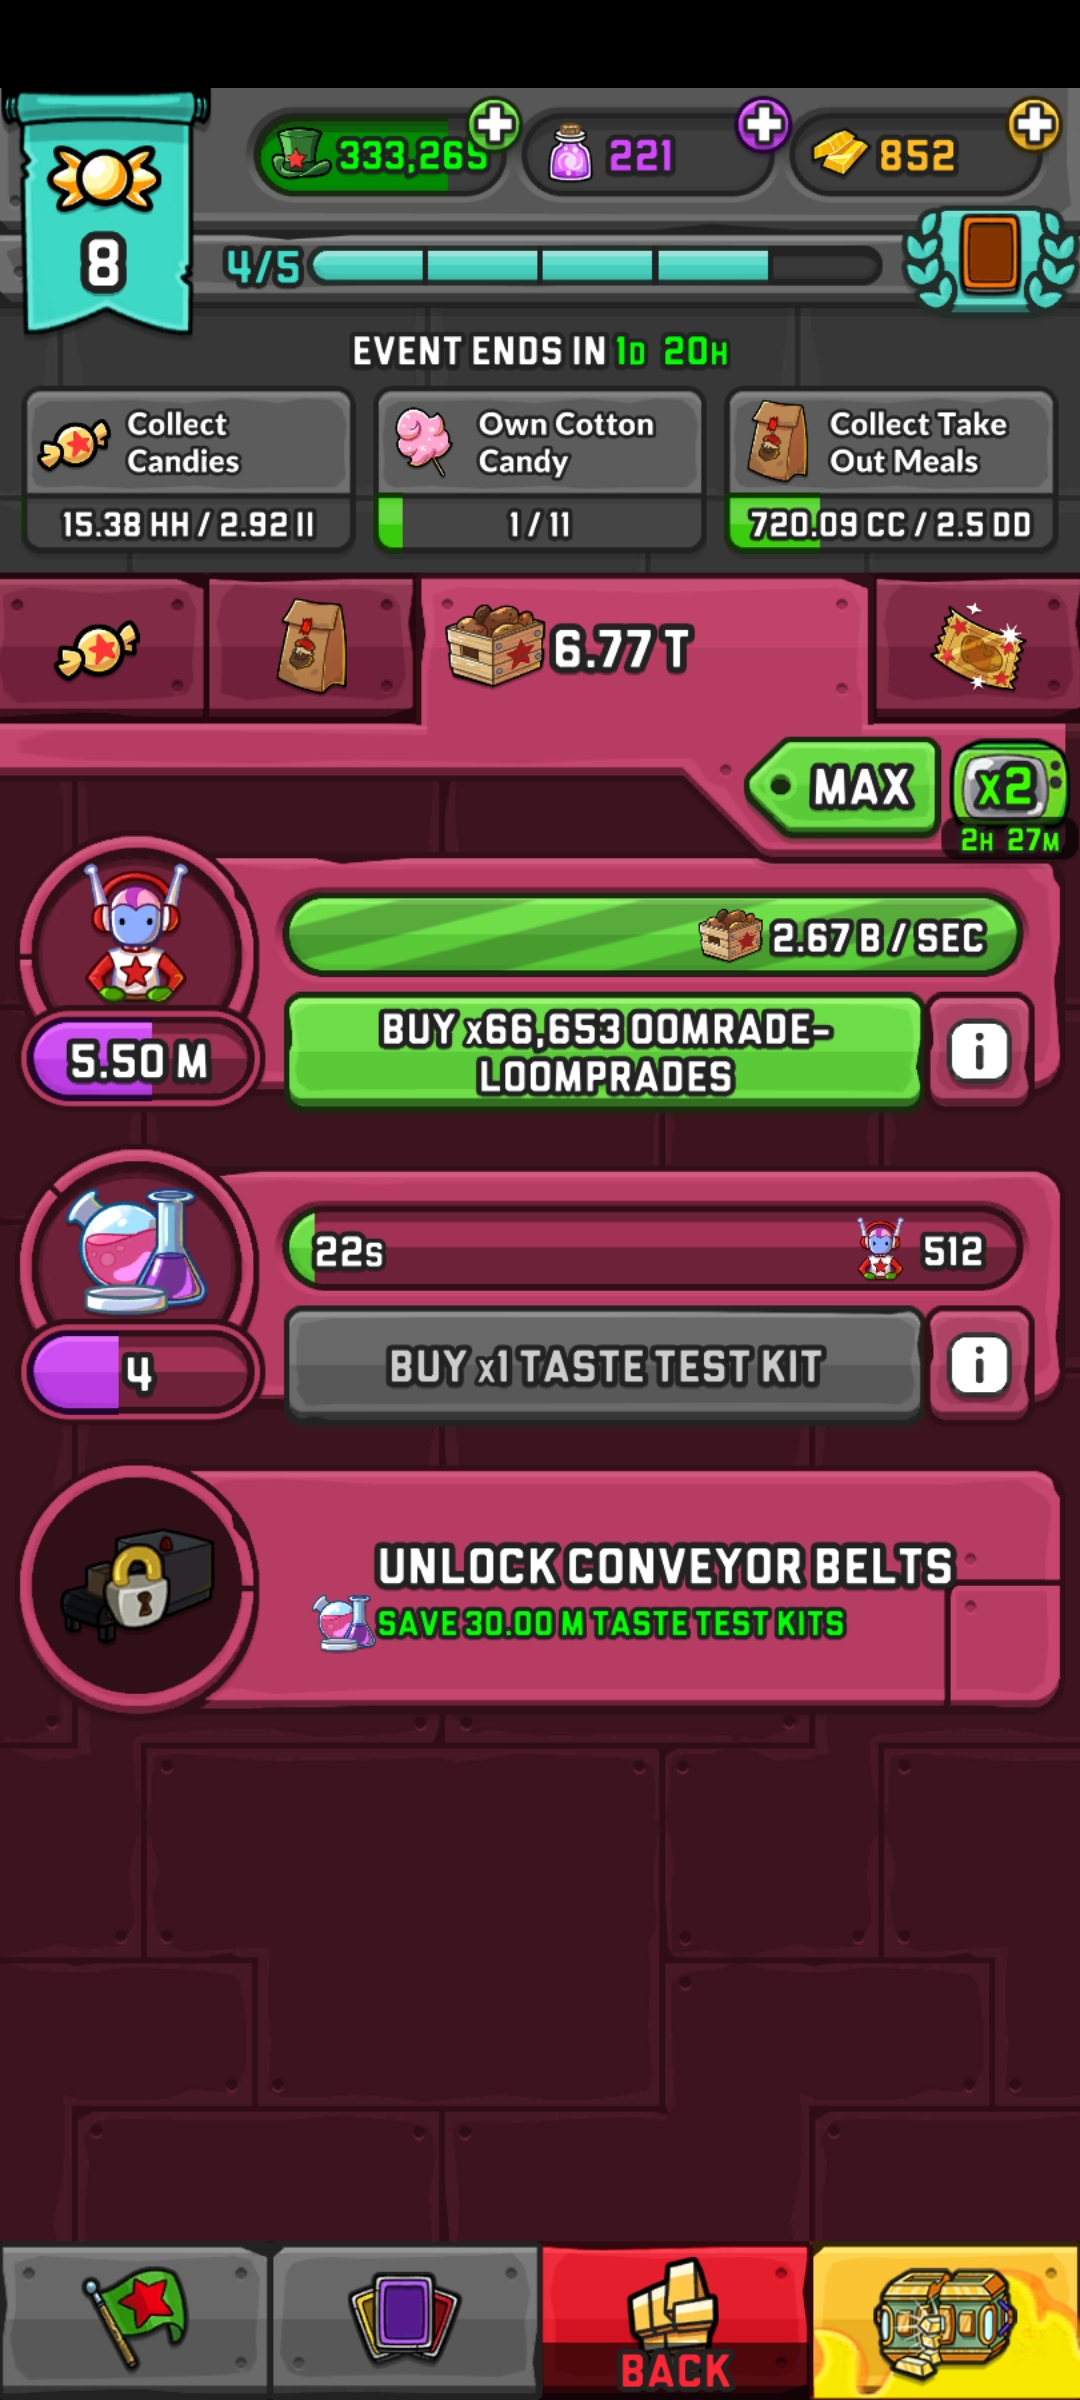 333,265
221
852
8
4/5
EVENT ENDS IN 1D 20H
Collect
Candies
15.38 HH / 2.92 II
Own Cotton
Candy
1 / 11
Collect Take
Out Meals
720.09 CC / 2.5 DD
6.77 T
MAX
x2
2H 27M
2.67 B / SEC
5.50 M
BUY x66,653 OOMRADE-
LOOMPRADES
i
22s
512
4
BUY x1 TASTE TEST KIT
i
UNLOCK CONVEYOR BELTS
SAVE 30.00 M TASTE TEST KITS
BACK